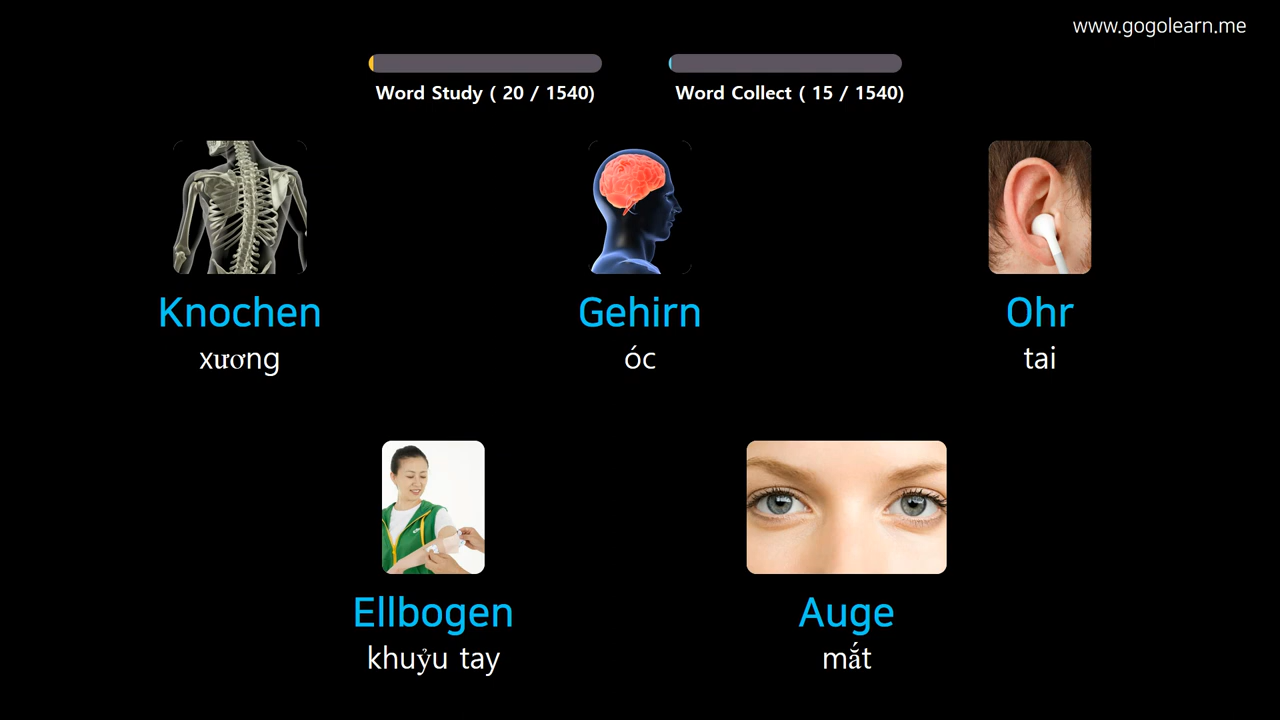 www.gogolearn.me
Word Study ( 20 / 1540)
Word Collect ( 15 / 1540)
Knochen
xương
Gehirn
óc
Ohr
tai
Ellbogen
khuỷu tay
Auge
mắt